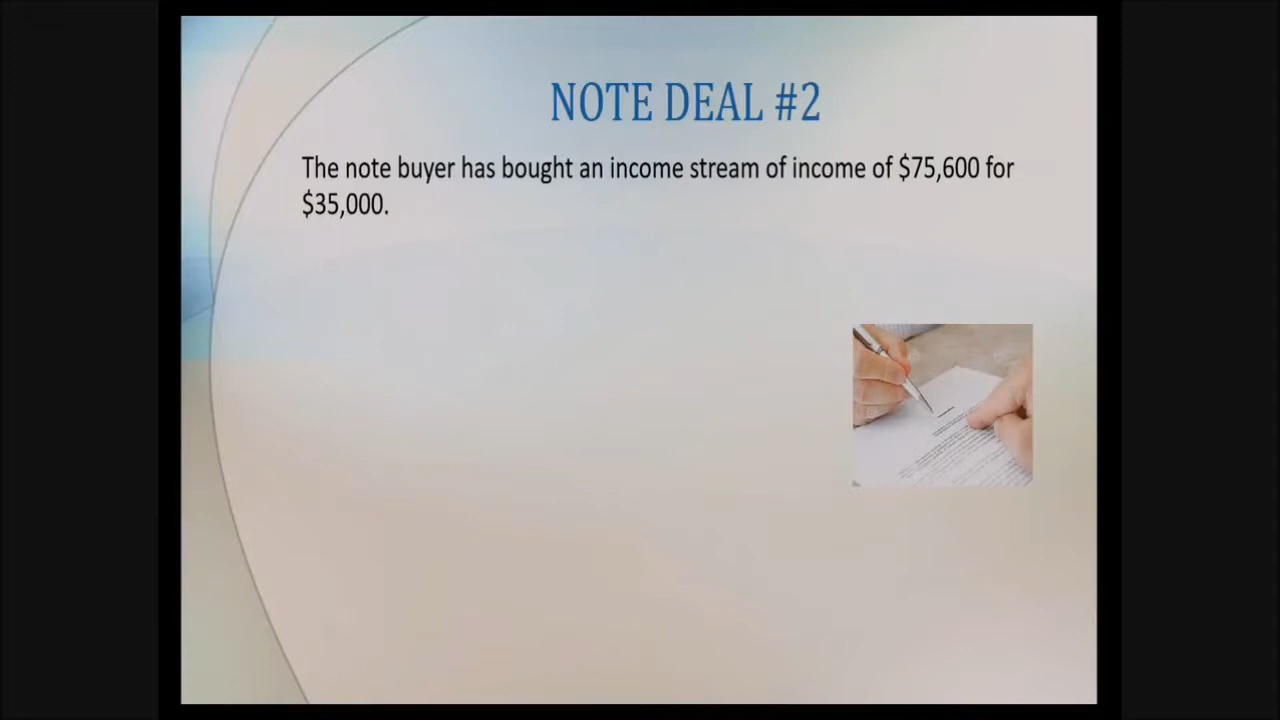 NOTE DEAL #2
The note buyer has bought an income stream of income of $75,600 for
$35,000.